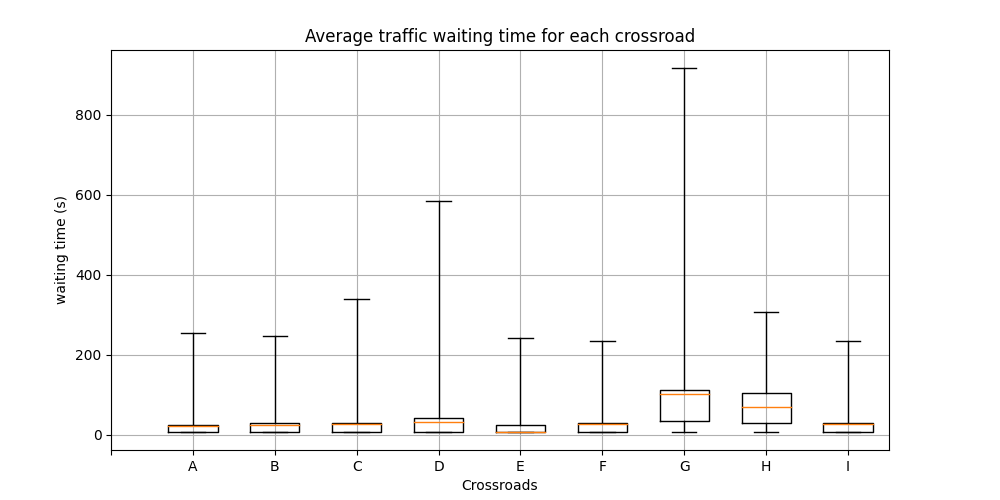 Average traffic waiting time for each crossroad
800
600
400
200
0
waiting time (s)
A B C D E F G H I
Crossroads